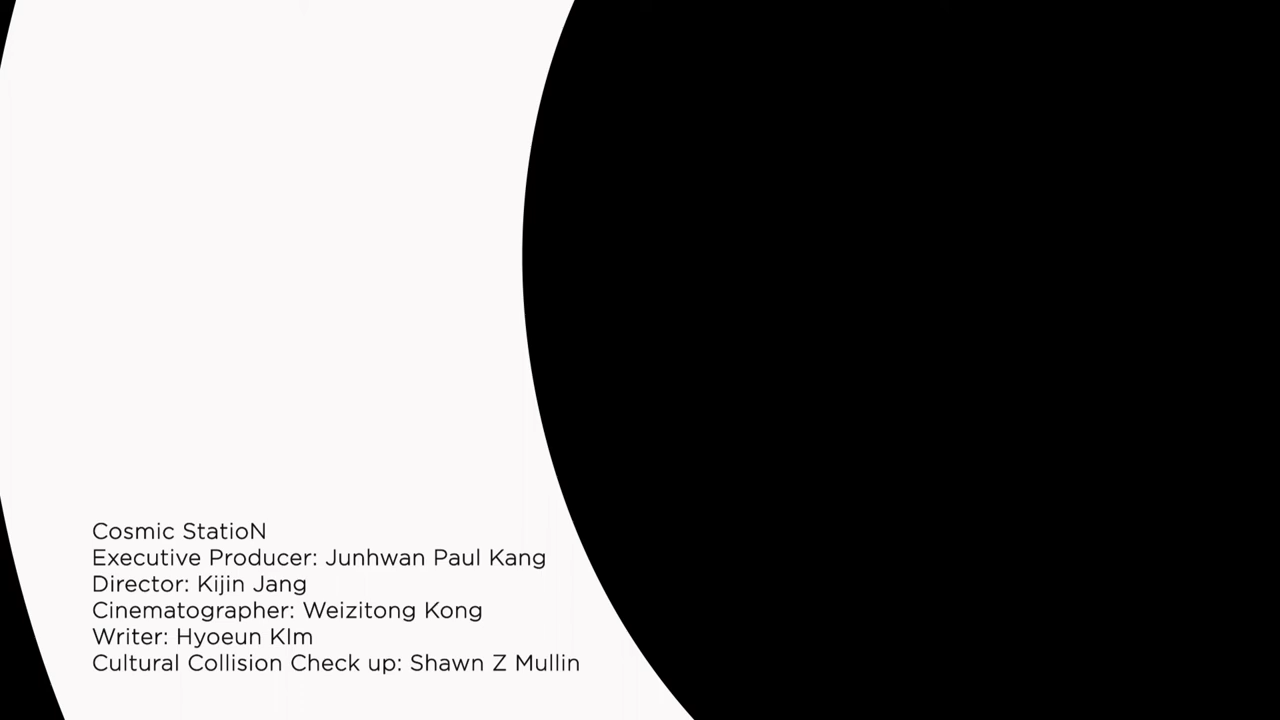 Cosmic StatioN
Executive Producer: Junhwan Paul Kang
Director: Kijin Jang
Cinematographer: Weizitong Kong
Writer: Hyoeun KIm
Cultural Collision Check up: Shawn Z Mullin